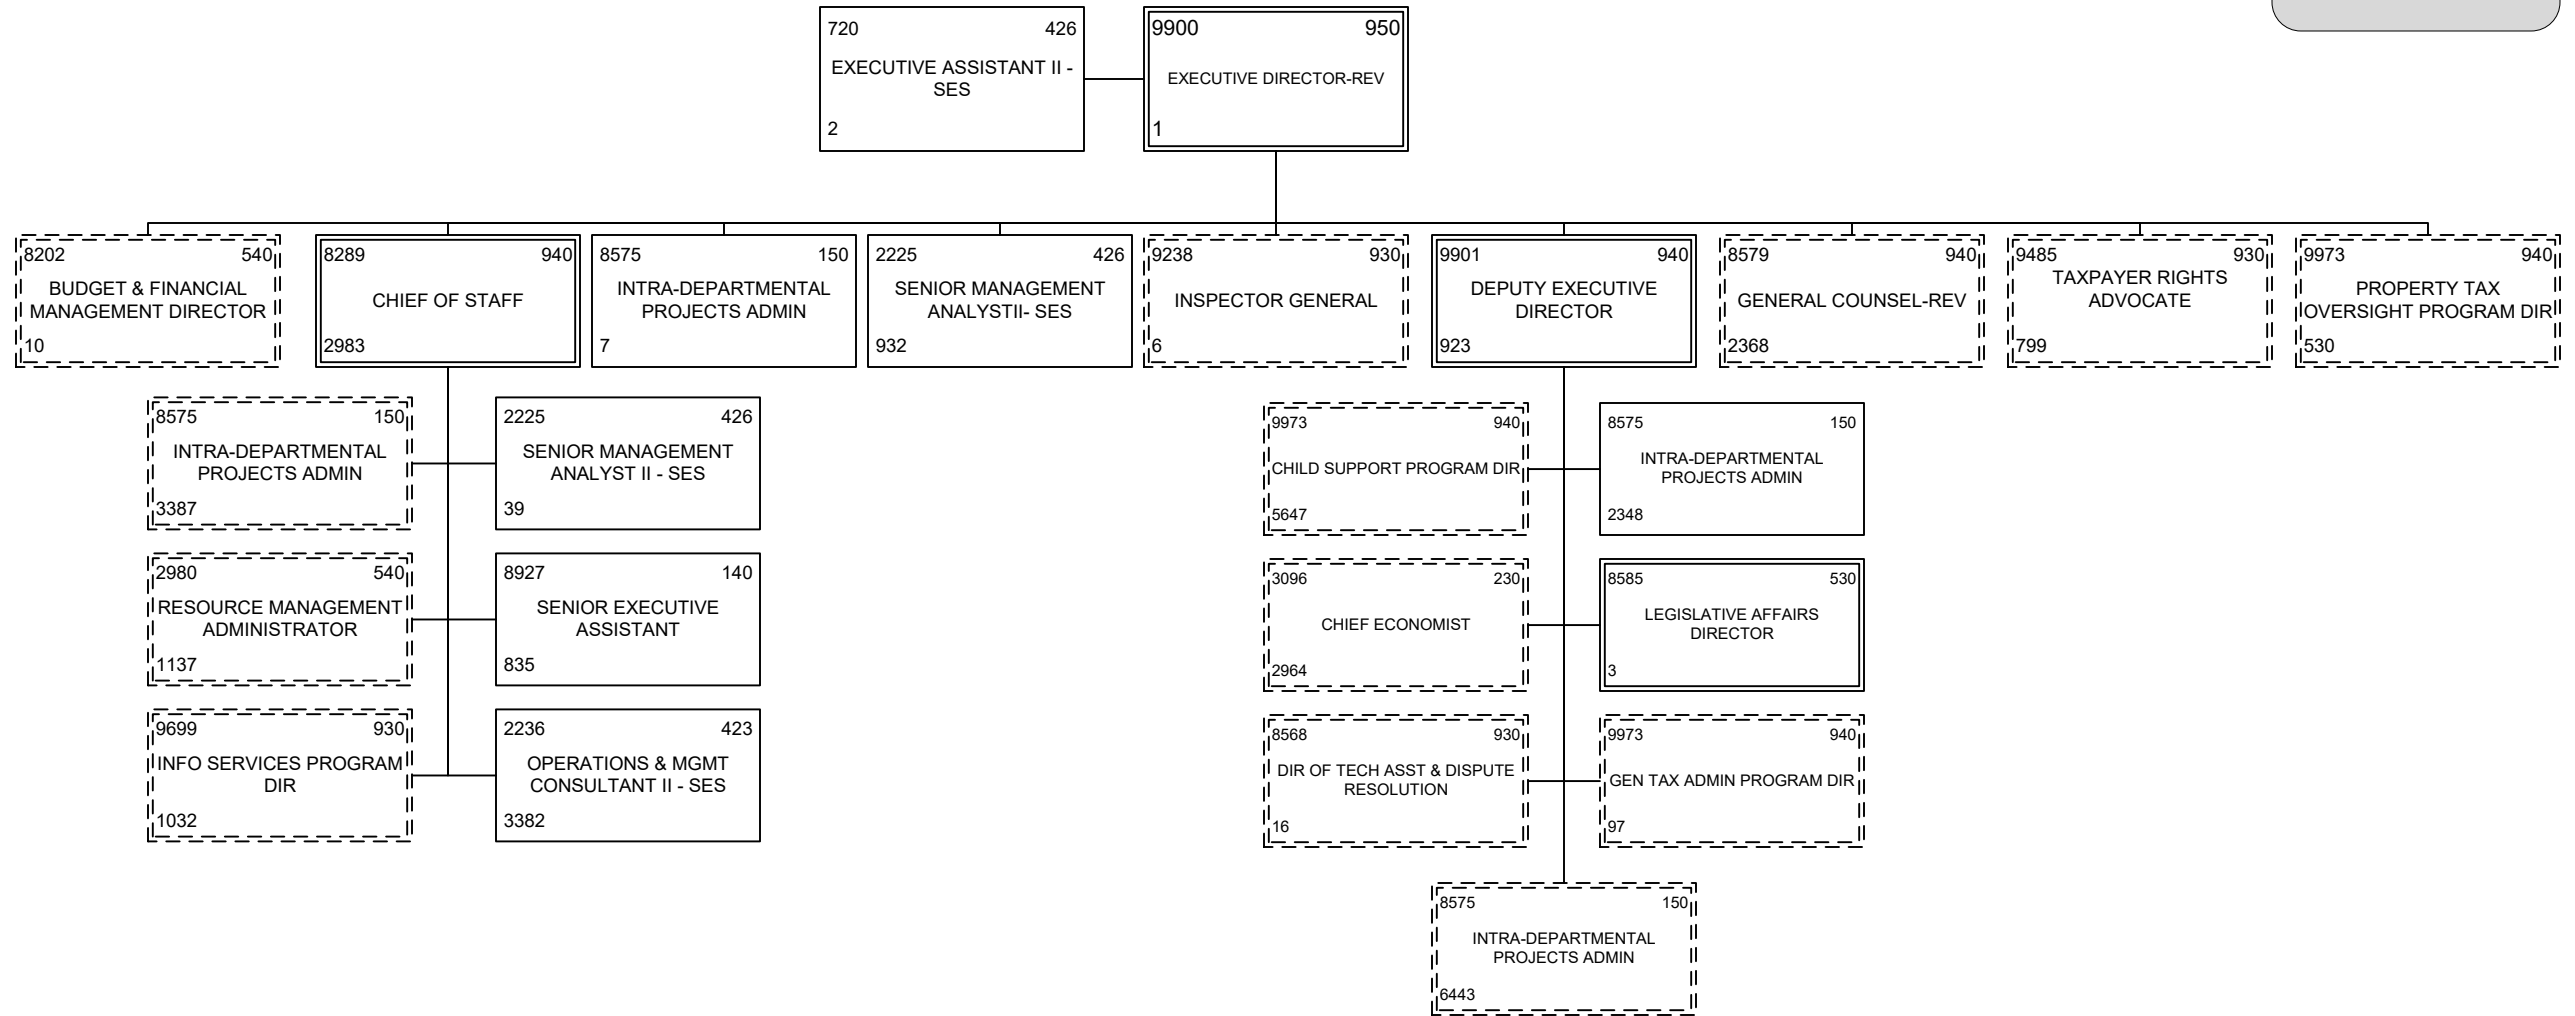 720 426
EXECUTIVE ASSISTANT II -
SES
2
9900 950
EXECUTIVE DIRECTOR-REV
1
8202 540
BUDGET & FINANCIAL
MANAGEMENT DIRECTOR
10
8289 940
CHIEF OF STAFF
2983
8575 150
INTRA-DEPARTMENTAL
PROJECTS ADMIN
7
2225 426
SENIOR MANAGEMENT
ANALYSTII- SES
932
9238 930
INSPECTOR GENERAL
6
9901 940
DEPUTY EXECUTIVE
DIRECTOR
923
8579 940
GENERAL COUNSEL-REV
2368
9485 930
TAXPAYER RIGHTS
ADVOCATE
799
9973 940
PROPERTY TAX
OVERSIGHT PROGRAM DIR
530
8575 150
INTRA-DEPARTMENTAL
PROJECTS ADMIN
3387
2225 426
SENIOR MANAGEMENT
ANALYST II - SES
39
2980 540
RESOURCE MANAGEMENT
ADMINISTRATOR
1137
8927 140
SENIOR EXECUTIVE
ASSISTANT
835
9699 930
INFO SERVICES PROGRAM
DIR
1032
2236 423
OPERATIONS & MGMT
CONSULTANT II - SES
3382
9973 940
CHILD SUPPORT PROGRAM DIR
5647
8575 150
INTRA-DEPARTMENTAL
PROJECTS ADMIN
2348
3096 230
CHIEF ECONOMIST
2964
8585 530
LEGISLATIVE AFFAIRS
DIRECTOR
3
8568 930
DIR OF TECH ASST & DISPUTE
RESOLUTION
16
9973 940
GEN TAX ADMIN PROGRAM DIR
97
8575 150
INTRA-DEPARTMENTAL
PROJECTS ADMIN
6443